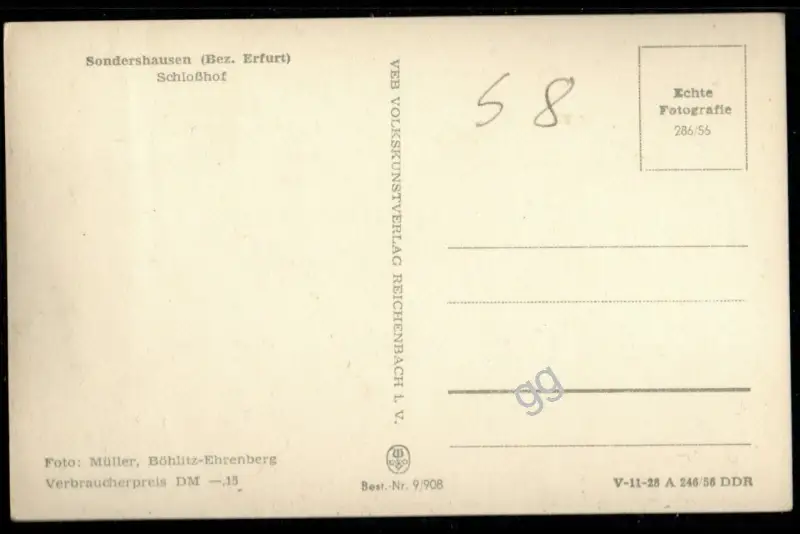 Sondershausen (Bez. Erfurt)
Schloßhof
VEB VOLKSKUNSTVERLAG REICHENBACH i. V.
58
Echte
Fotografie
286/56
gg
Foto: Müller, Böhlitz-Ehrenberg
Verbraucherpreis DM —.15
Best.-Nr. 9/908
V-11-28 A 246/56 DDR